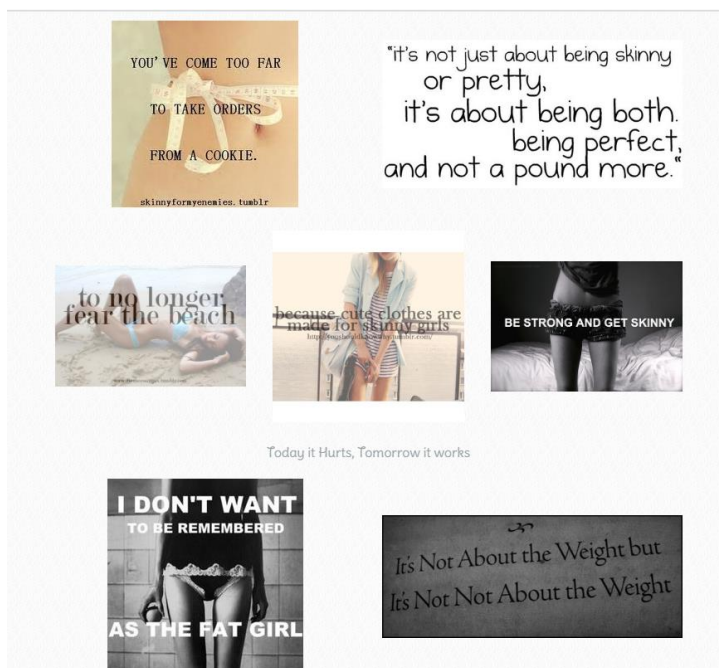 YOU'VE COME TOO FAR
TO TAKE ORDERS
FROM A COOKIE.
skinnyformyenemies.tumblr
"it's not just about being skinny
or pretty,
it's about being both.
being perfect,
and not a pound more."
to no longer
fear the beach
because cute clothes are
made for skinny girls
BE STRONG AND GET SKINNY
Today it Hurts, Tomorrow it works
I DON'T WANT
TO BE REMEMBERED
AS THE FAT GIRL
It's Not About the Weight but
It's Not Not About the Weight